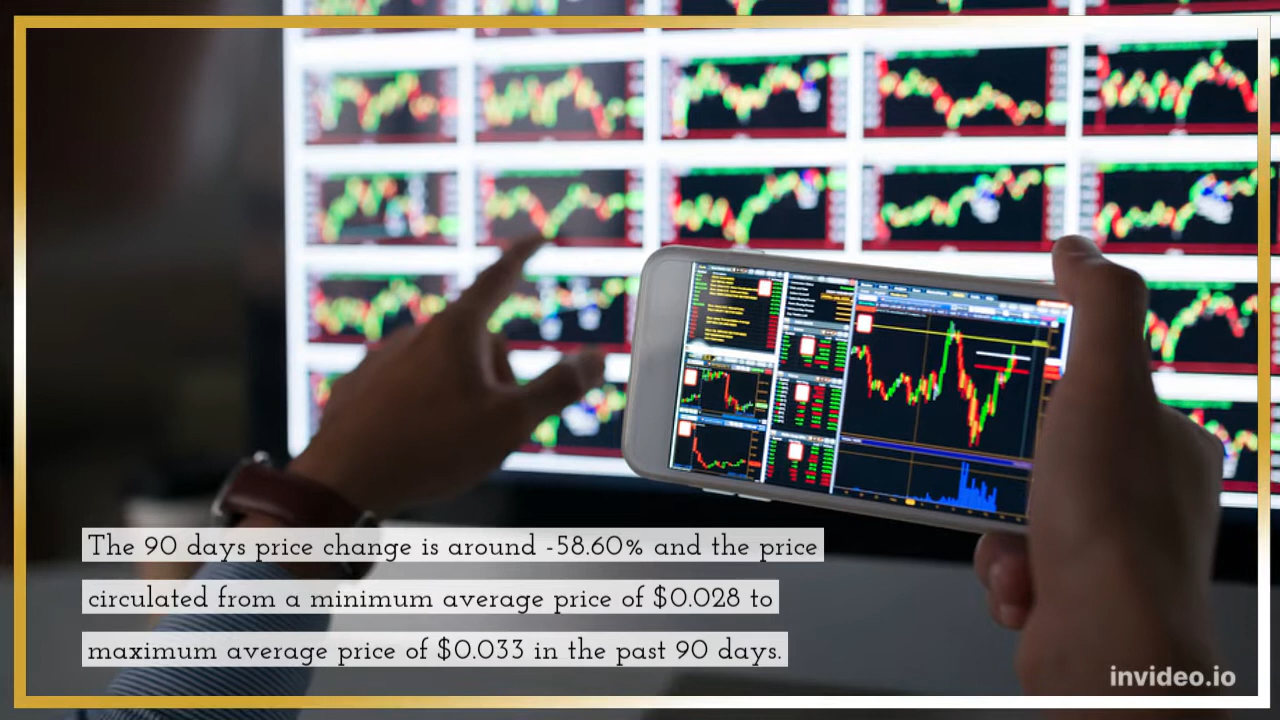 The 90 days price change is around -58.60% and the price
circulated from a minimum average price of $0.028 to
maximum average price of $0.033 in the past 90 days.
invideo.io